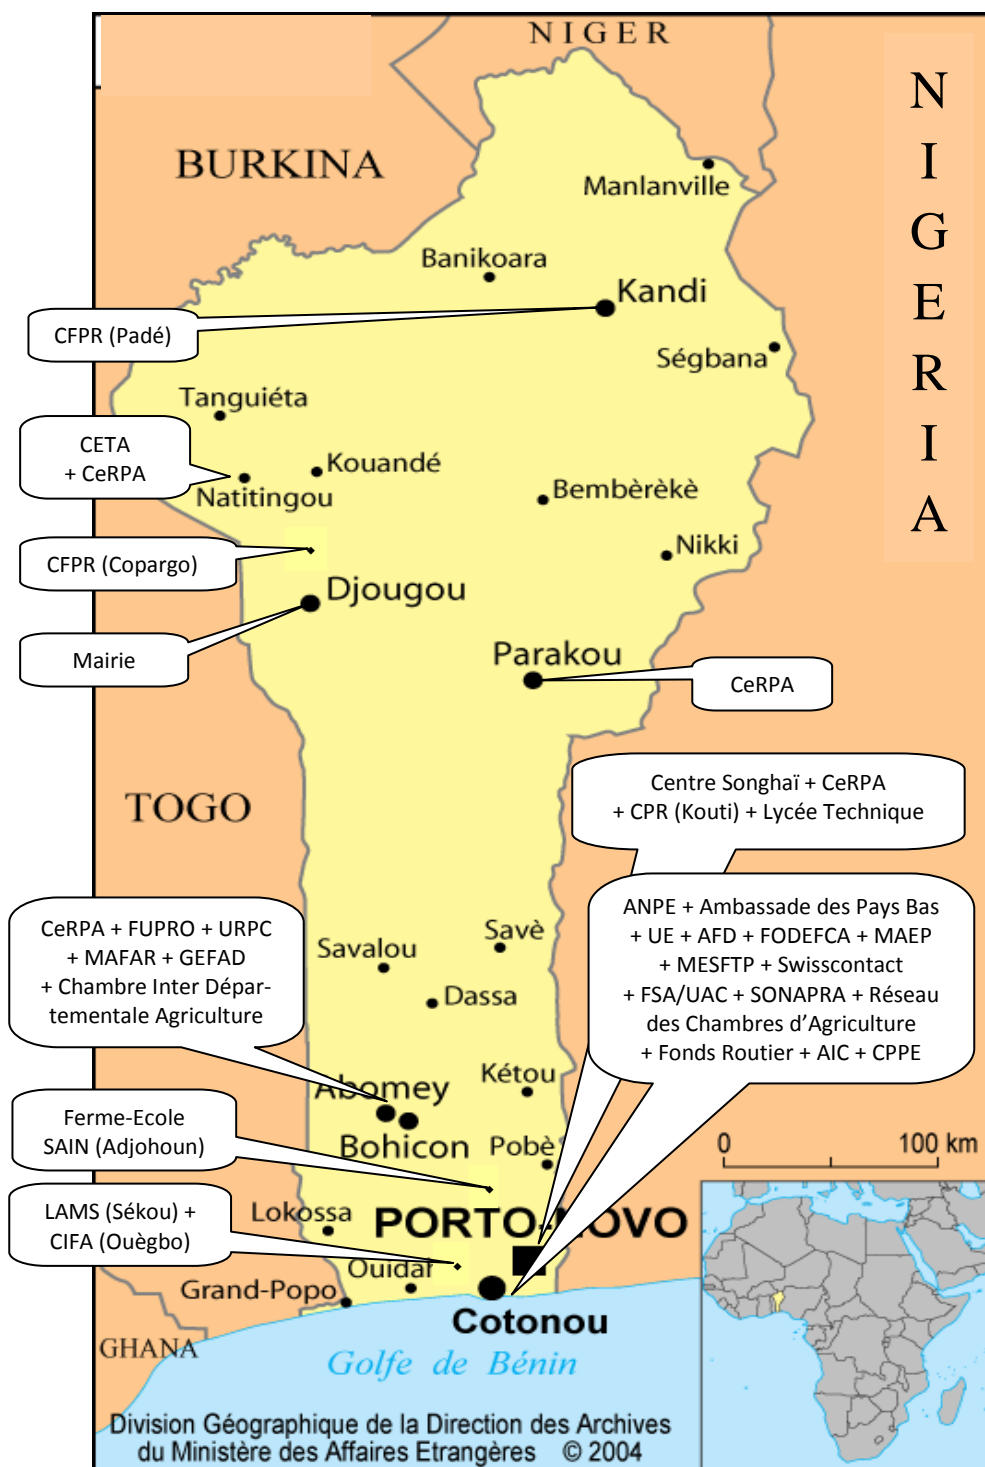 NIGER
NIGERIA
BURKINA
Manlanville
Banikoara
Kandi
CFPR (Padé)
Ségbana
Tanguiéta
CETA
+ CeRPA
Kouandé
Natitingou
Bembèrèkè
CFPR (Copargo)
Nikki
Djougou
Mairie
Parakou
CeRPA
TOGO
Centre Songhaï + CeRPA
+ CPR (Kouti) + Lycée Technique
ANPE + Ambassade des Pays Bas
+ UE + AFD + FODEFCA + MAEP
+ MESFTP + Swisscontact
+ FSA/UAC + SONAPRA + Réseau
des Chambres d’Agriculture
+ Fonds Routier + AIC + CPPE
CeRPA + FUPRO + URPC
+ MAFAR + GEFAD
+ Chambre Inter Dépar-
tementale Agriculture
Savalou
Savè
Dassa
Kétou
Abomey
Bohicon
Pobè
Ferme-Ecole
SAIN (Adjohoun)
0 100 km
LAMS (Sékou) +
CIFA (Ouègbo)
Lokossa
PORTO-NOVO
Ouidar
Grand-Popo
Cotonou
GHANA
Golfe de Bénin
Division Géographique de la Direction des Archives
du Ministère des Affaires Etrangères © 2004